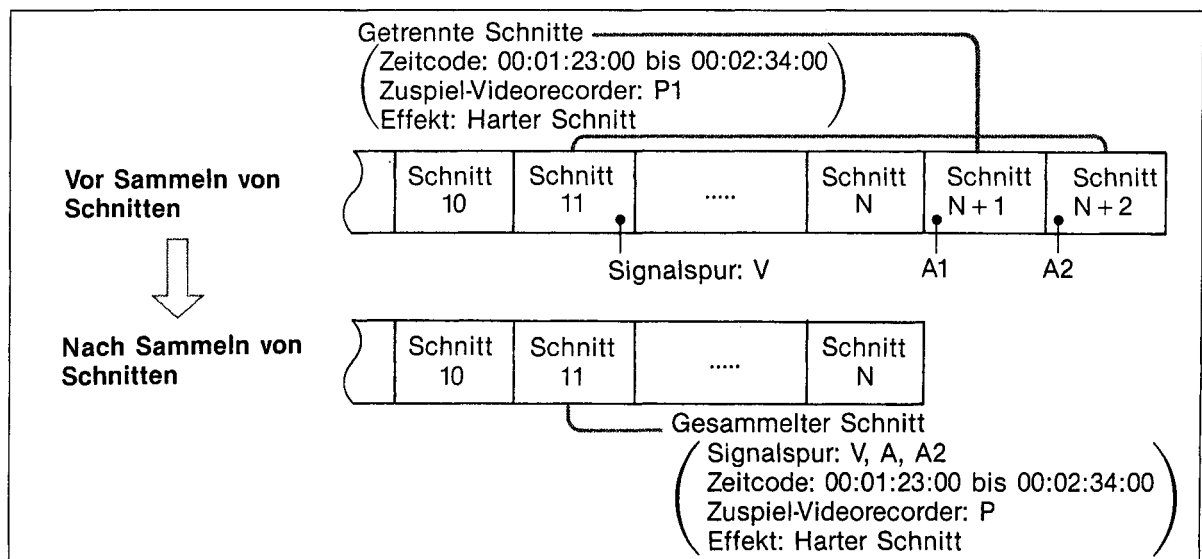 Getrennte Schnitte
Zeitcode: 00:01:23:00 bis 00:02:34:00
Zuspiel-Videorecorder: P1
Effekt: Harter Schnitt
Vor Sammeln von
Schnitten
Schnitt
10
Schnitt
11
.....
Schnitt
N
Schnitt
N + 1
Schnitt
N + 2
Signalspur: V
A1
A2
Nach Sammeln von
Schnitten
Schnitt
10
Schnitt
11
.....
Schnitt
N
Gesammelter Schnitt
Signalspur: V, A, A2
Zeitcode: 00:01:23:00 bis 00:02:34:00
Zuspiel-Videorecorder: P
Effekt: Harter Schnitt